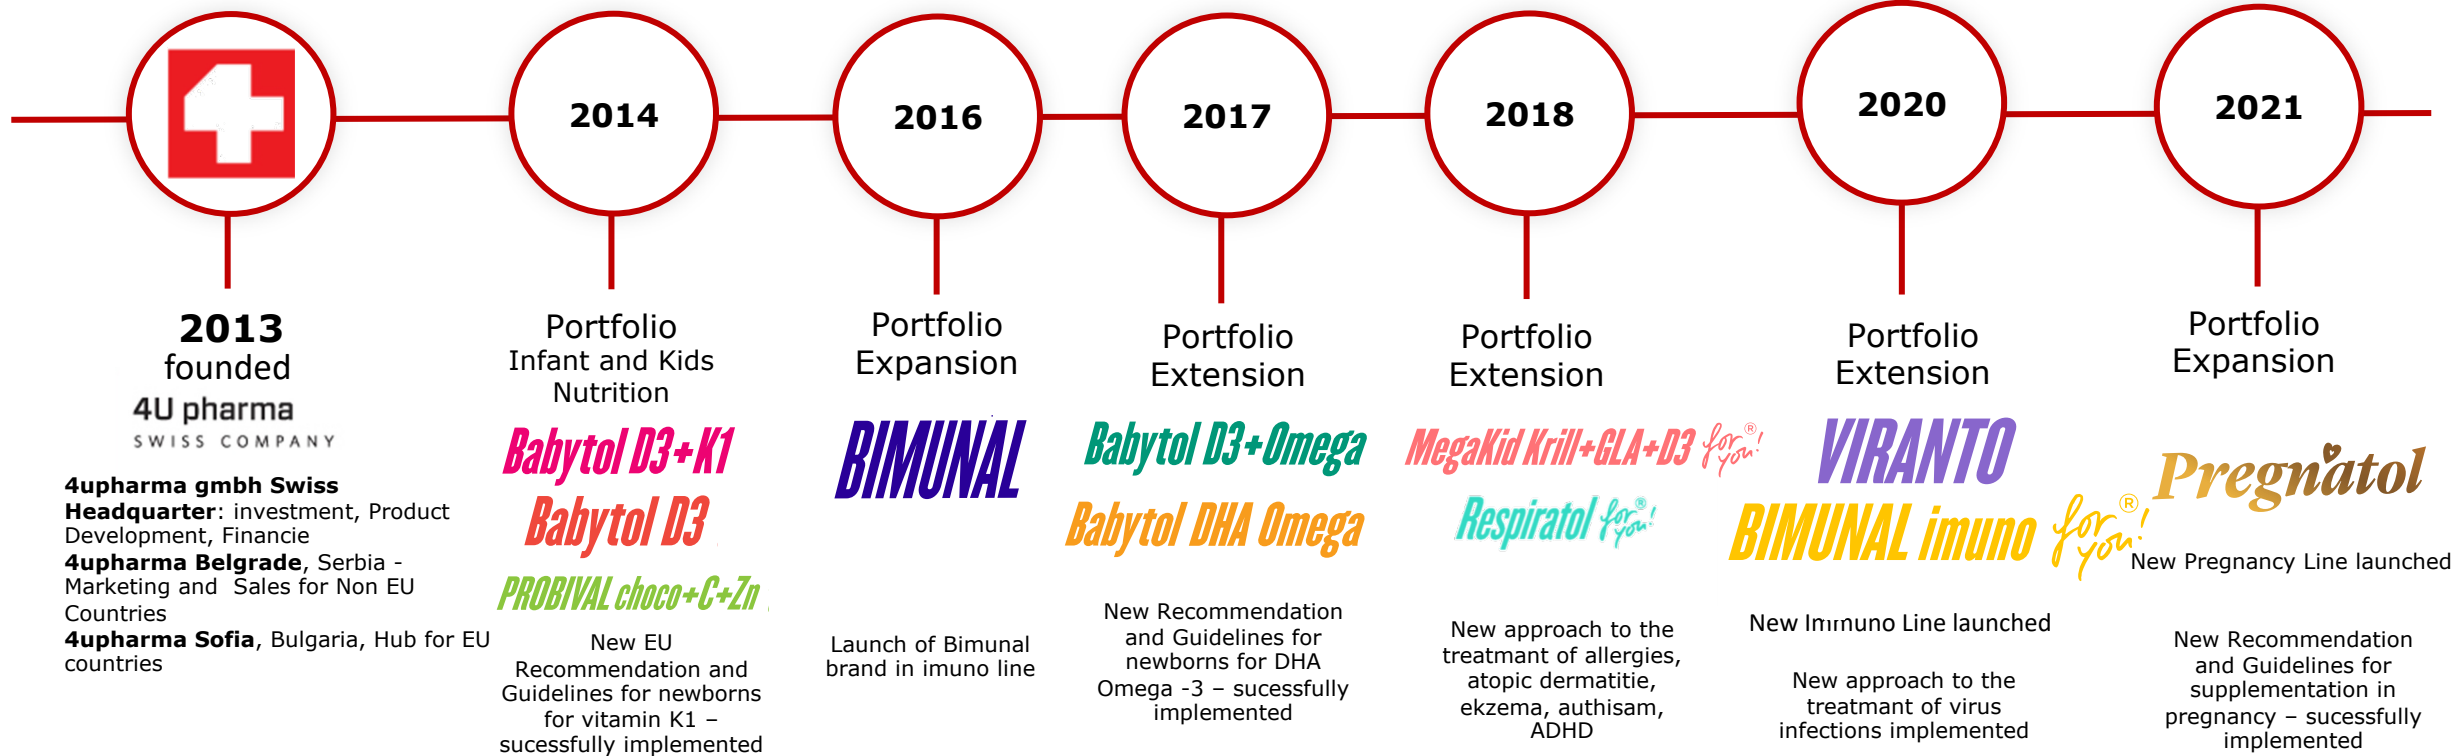 2014
2016
2017
2018
2020
2021
2013
founded
4U pharma
SWISS COMPANY
4upharma gmbh Swiss
Headquarter: investment, Product
Development, Financie
4upharma Belgrade, Serbia -
Marketing and Sales for Non EU
Countries
4upharma Sofia, Bulgaria, Hub for EU
countries
Portfolio
Infant and Kids
Nutrition
Babytol D3+K1
Babytol D3
PROBIVAL choco+C+Zn
New EU
Recommendation and
Guidelines for newborns
for vitamin K1 –
sucessfully implemented
Portfolio
Expansion
BIMUNAL
Launch of Bimunal
brand in imuno line
Portfolio
Extension
Babytol D3+Omega
Babytol DHA Omega
New Recommendation
and Guidelines for
newborns for DHA
Omega -3 – sucessfully
implemented
Portfolio
Extension
MegaKid Krill+GLA+D3 for you!®
Respiratol for you!®
New approach to the
treatmant of allergies,
atopic dermatitie,
ekzema, authisam,
ADHD
Portfolio
Extension
VIRANTO
BIMUNAL imuno for you!®
New Immuno Line launched
New approach to the
treatment of virus
infections implemented
Portfolio
Expansion
Pregnatol
New Pregnancy Line launched
New Recommendation
and Guidelines for
supplementation in
pregnancy – sucessfully
implemented